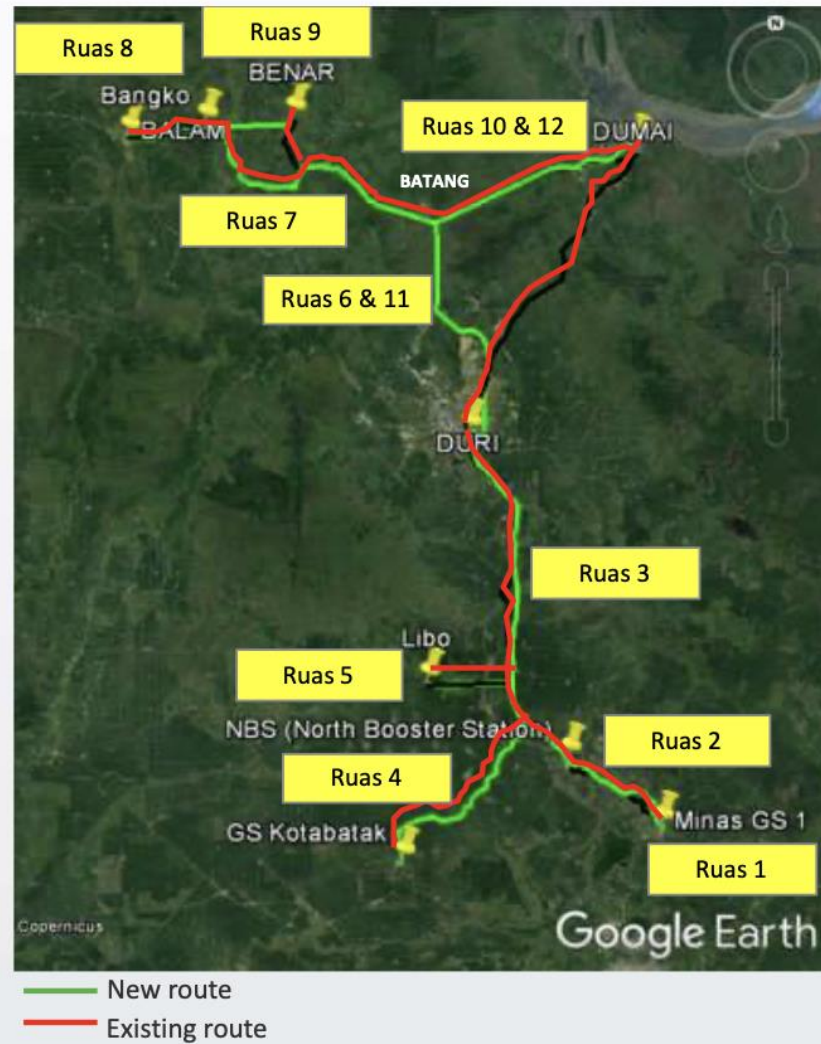 Ruas 8
Ruas 9
BENAR
Bangko
BALAM
Ruas 10 & 12
DUMAI
BATANG
Ruas 7
Ruas 6 & 11
DURI
Ruas 3
Libo
Ruas 5
NBS (North Booster Station)
Ruas 2
Ruas 4
Minas GS 1
GS Kotabatak
Ruas 1
Copernicus
Google Earth
N
New route
Existing route